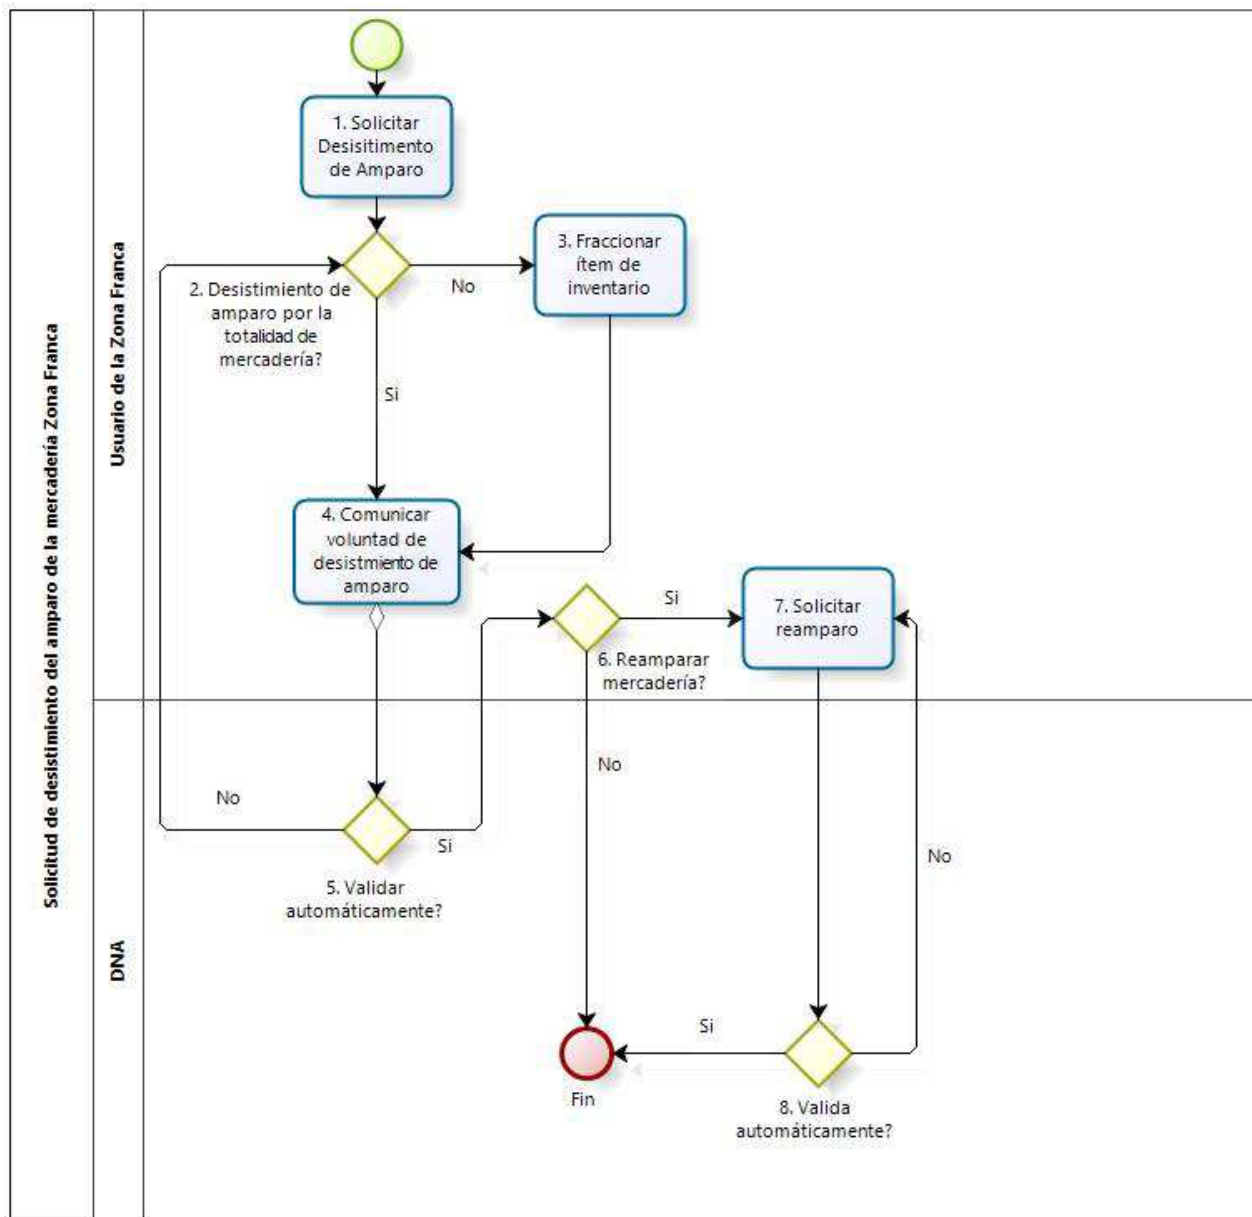 Solicitud de desistimiento del amparo de la mercadería Zona Franca
Usuario de la Zona Franca
1. Solicitar
Desisitimento
de Amparo
3. Fraccionar
ítem de
inventario
2. Desistimiento de
amparo por la
totalidad de
mercadería?
No
Si
4. Comunicar
voluntad de
desistmiento de
amparo
Si
7. Solicitar
reamparo
6. Reamparar
mercadería?
DNA
No
No
Si
No
5. Validar
automáticamente?
Si
Fin
8. Valida
automáticamente?